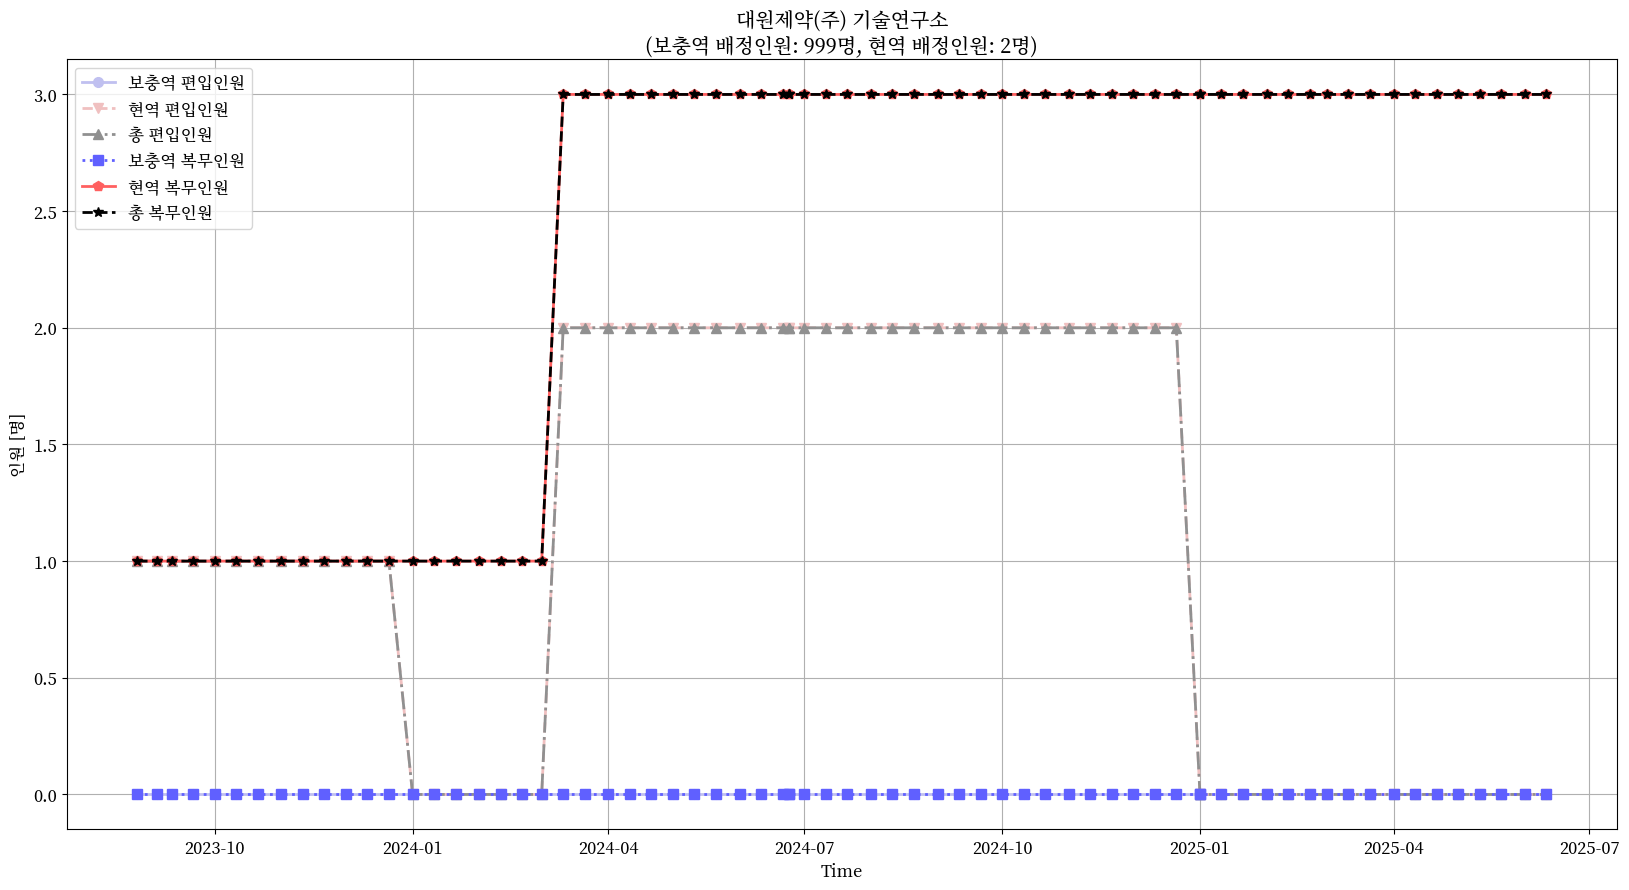 대원제약(주) 기술연구소
(보충역 배정인원: 999명, 현역 배정인원: 2명)
보충역 편입인원
현역 편입인원
총 편입인원
보충역 복무인원
현역 복무인원
총 복무인원
3.0
2.5
2.0
1.5
1.0
0.5
0.0
인원 [명]
2023-10
2024-01
2024-04
2024-07
2024-10
2025-01
2025-04
2025-07
Time